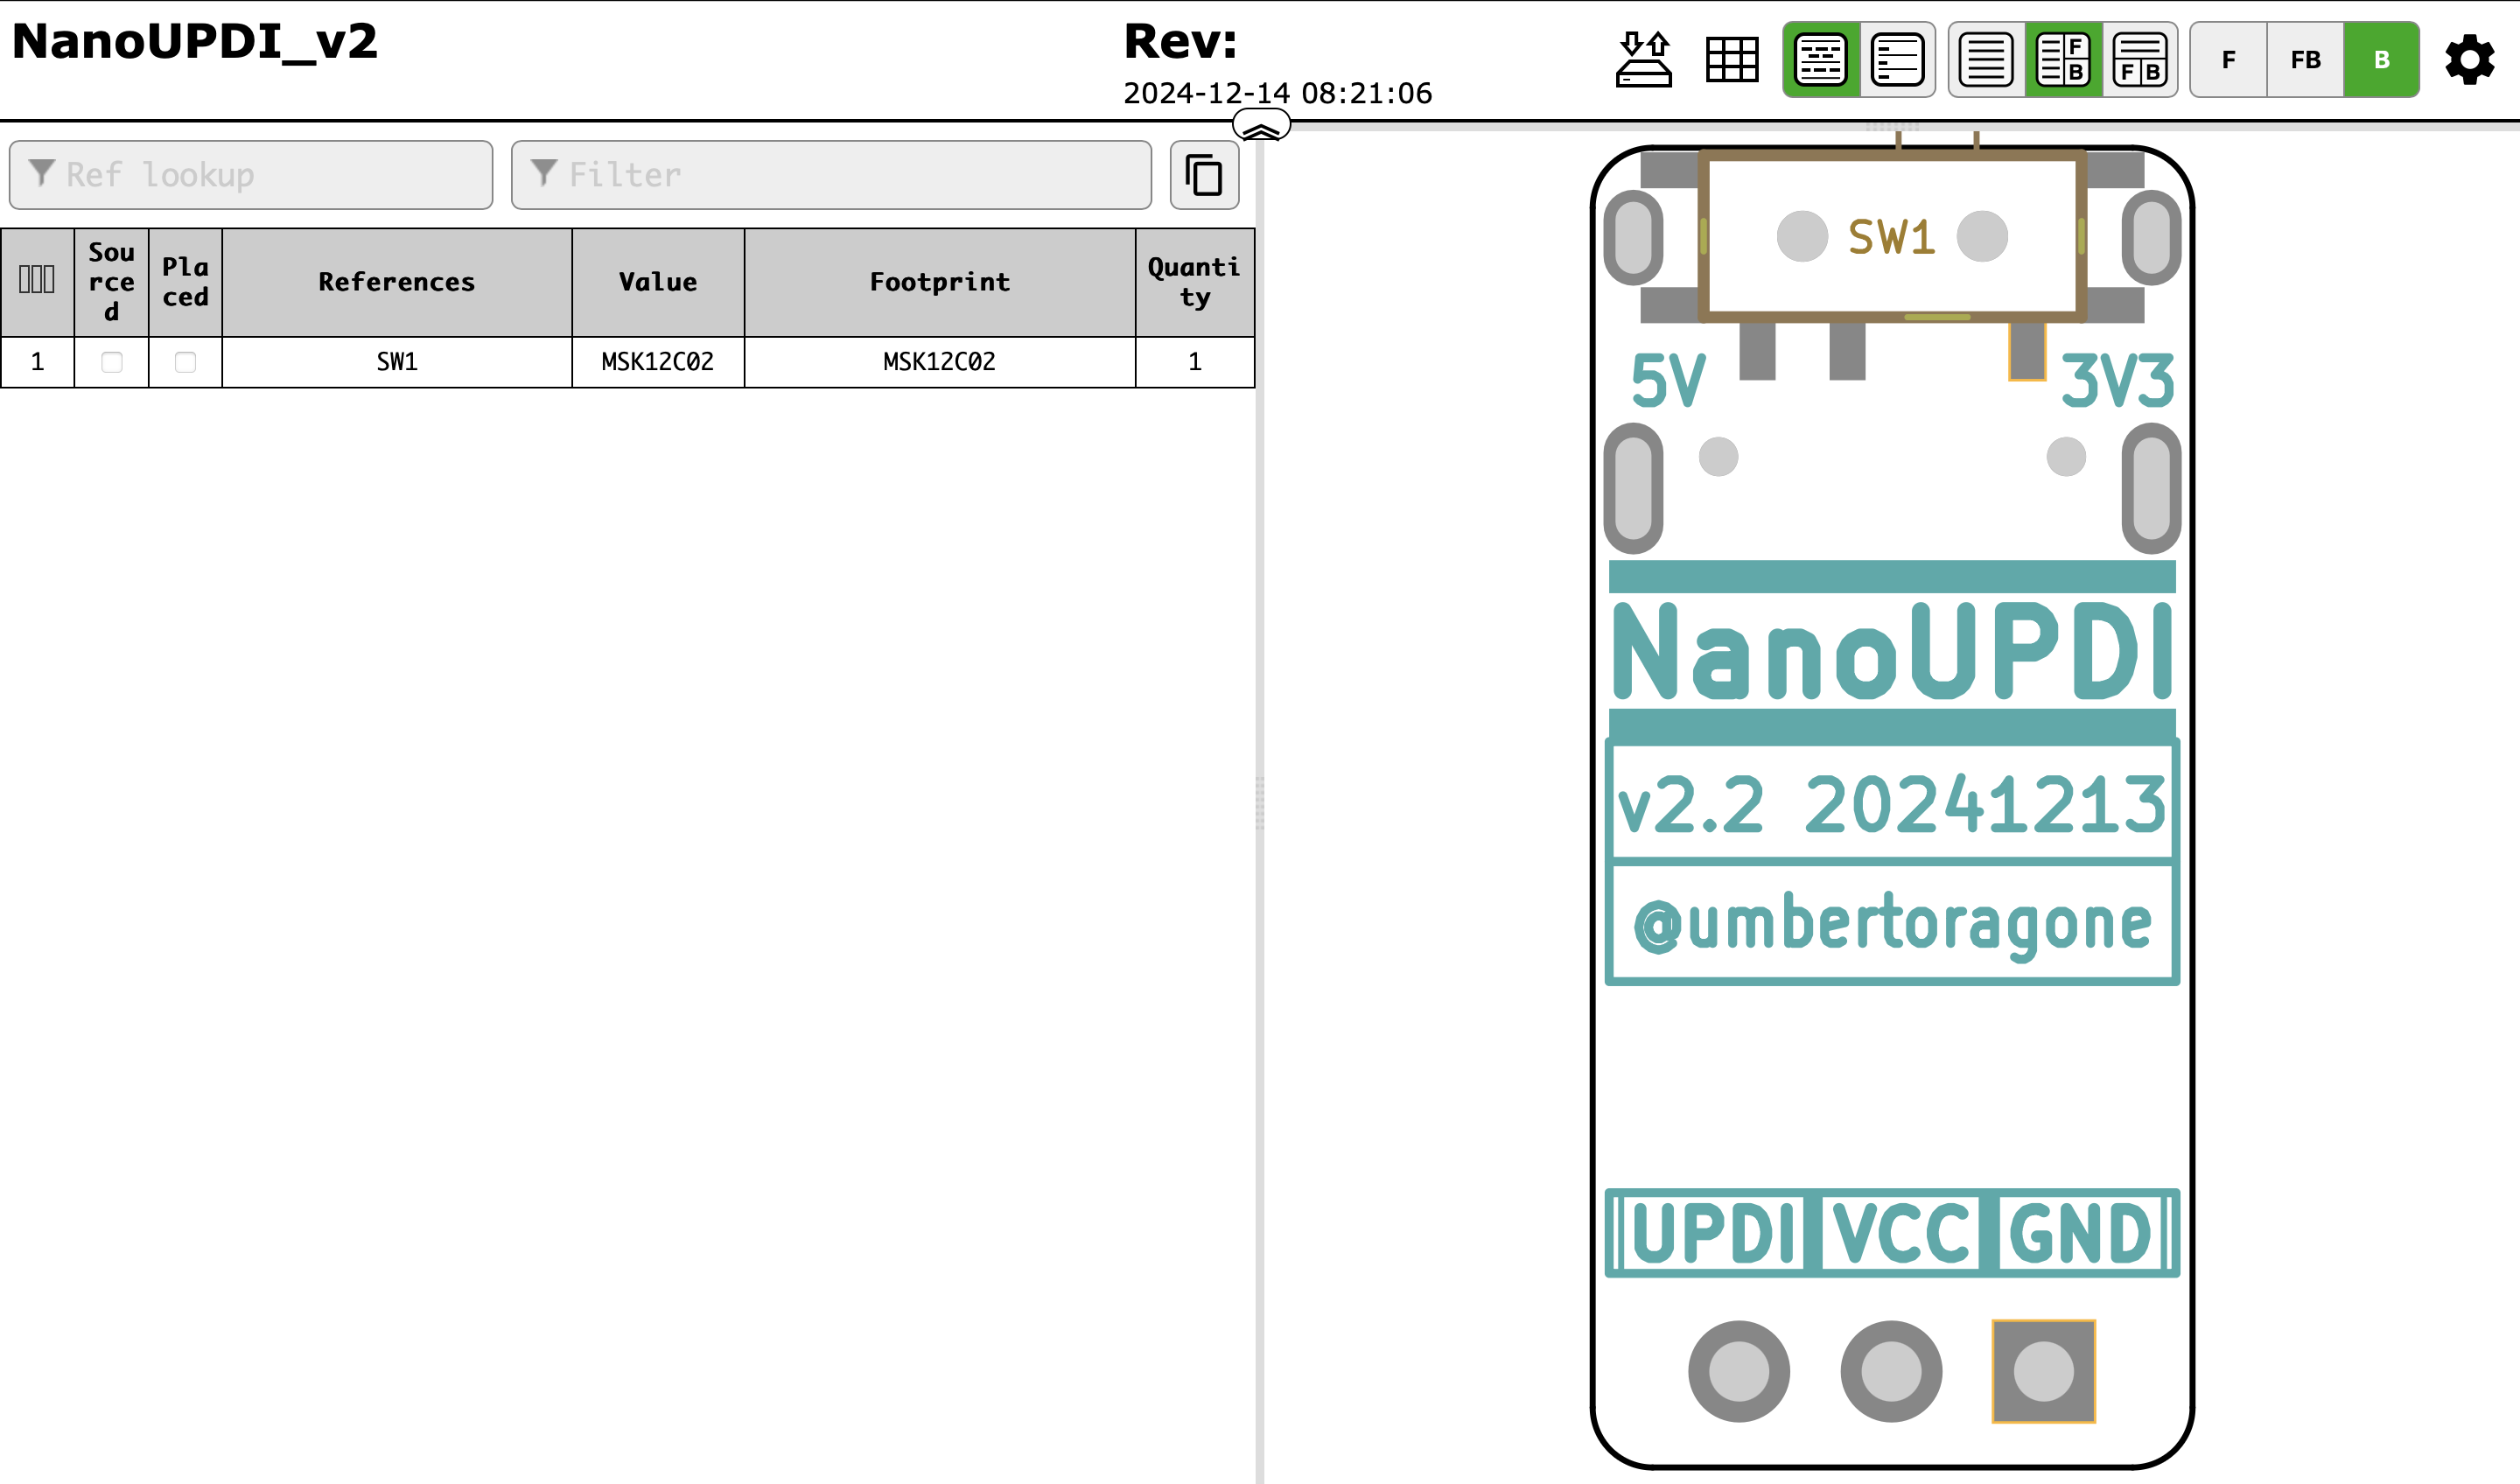 NanoUPDI_v2
Rev:
2024-12-14 08:21:06
F
B
F B
F
FB
B
Ref lookup
Filter
Sourced
Placed
References
Value
Footprint
Quantity
1
SW1
MSK12C02
MSK12C02
1
SW1
5V
3V3
NanoUPDI
v2.2 20241213
@umbertoragone
UPDI VCC GND